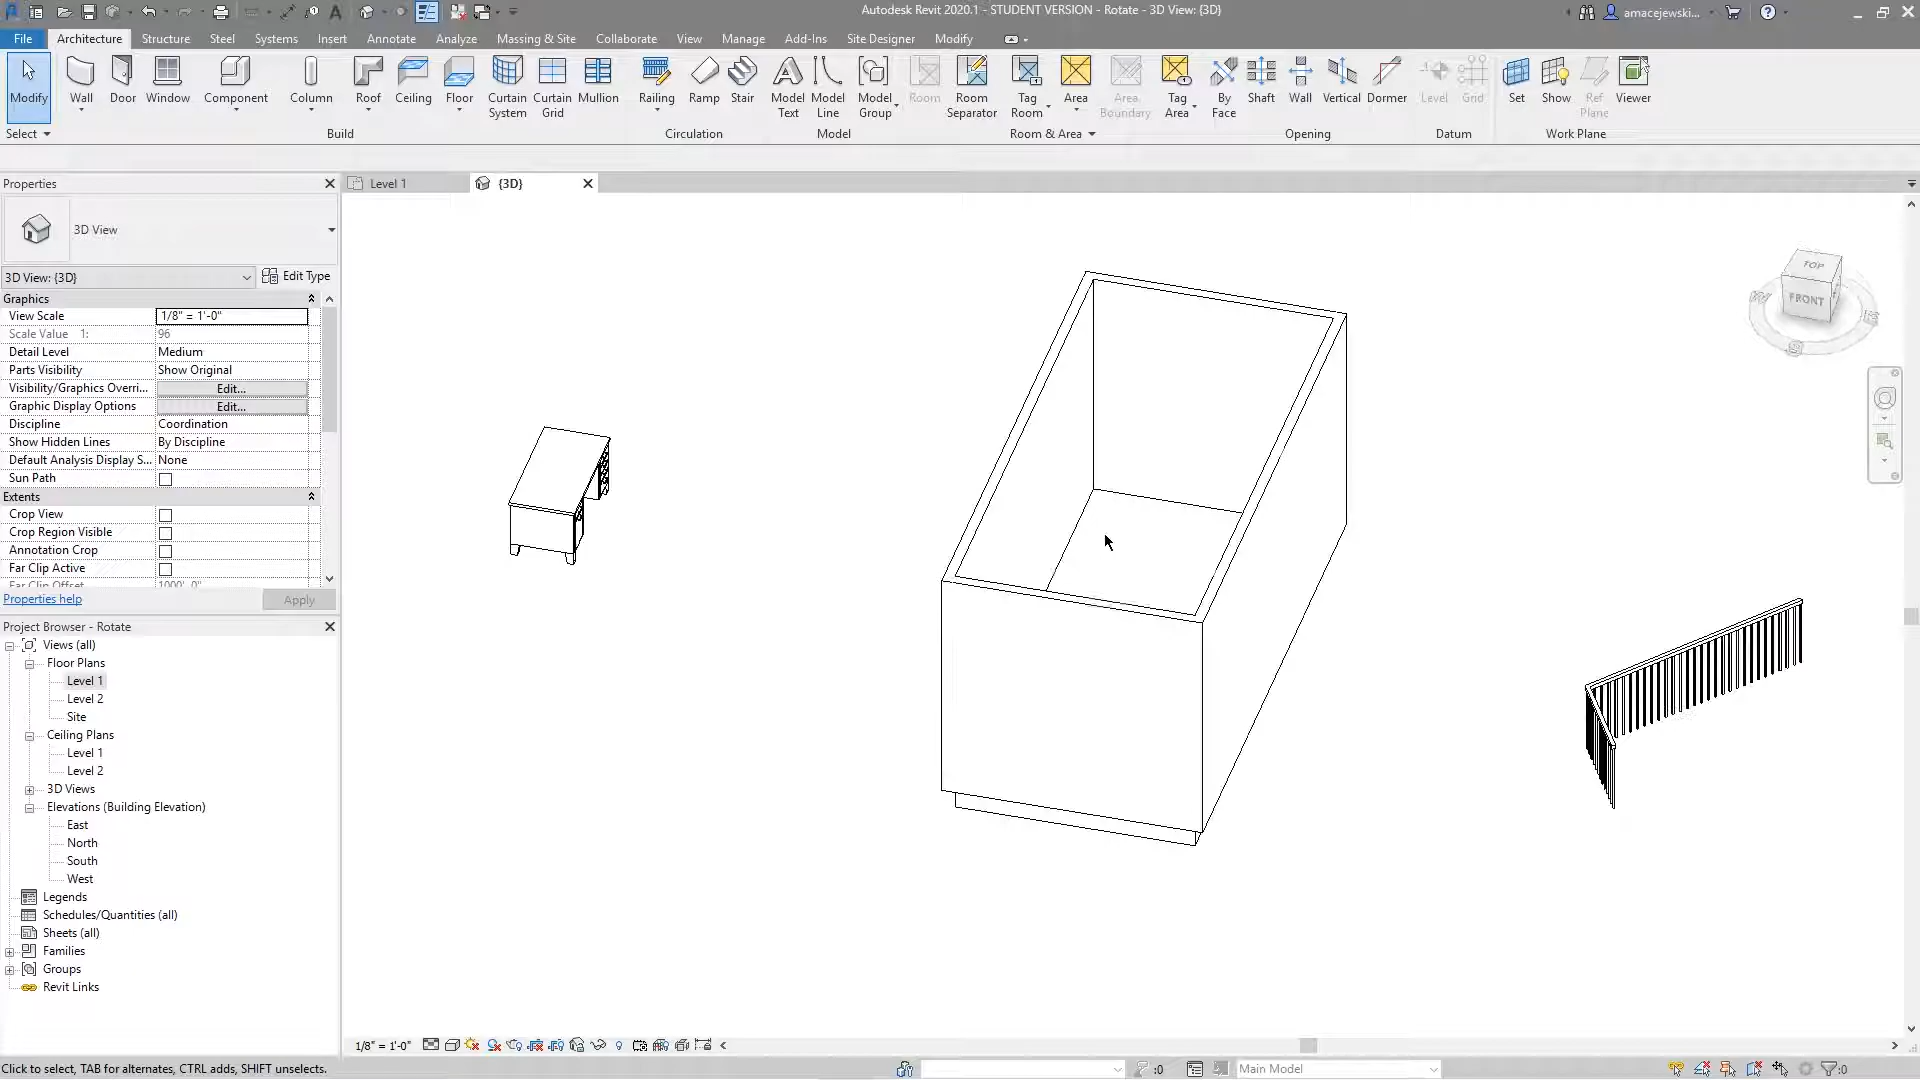 Autodesk Revit 2020.1 - STUDENT VERSION - Rotate - 3D View: {3D}
amacejewski...
File Architecture Structure Steel Systems Insert Annotate Analyze Massing & Site Collaborate View Manage Add-Ins Site Designer Modify
Modify Wall Door Window Component Column Roof Ceiling Floor Curtain System Curtain Grid Mullion Railing Ramp Stair Model Text Model Line Model Group Room Room Separator Tag Room Area Area Boundary Tag Area By Face Shaft Wall Vertical Dormer Level Grid Set Show Ref Plane Viewer
Select Build Circulation Model Room & Area Opening Datum Work Plane
Properties
Level 1
{3D}
3D View
3D View: {3D}
Edit Type
Graphics
View Scale 1/8" = 1'-0"
Scale Value 1: 96
Detail Level Medium
Parts Visibility Show Original
Visibility/Graphics Overri... Edit...
Graphic Display Options Edit...
Discipline Coordination
Show Hidden Lines By Discipline
Default Analysis Display S... None
Sun Path
Extents
Crop View
Crop Region Visible
Annotation Crop
Far Clip Active
Far Clip Offset 1000' 0"
Properties help
Apply
TOP
FRONT
W
E
S
Project Browser - Rotate
Views (all)
Floor Plans
Level 1
Level 2
Site
Ceiling Plans
Level 1
Level 2
3D Views
Elevations (Building Elevation)
East
North
South
West
Legends
Schedules/Quantities (all)
Sheets (all)
Families
Groups
Revit Links
1/8" = 1'-0"
Click to select, TAB for alternates, CTRL adds, SHIFT unselects.
:0
Main Model
:0